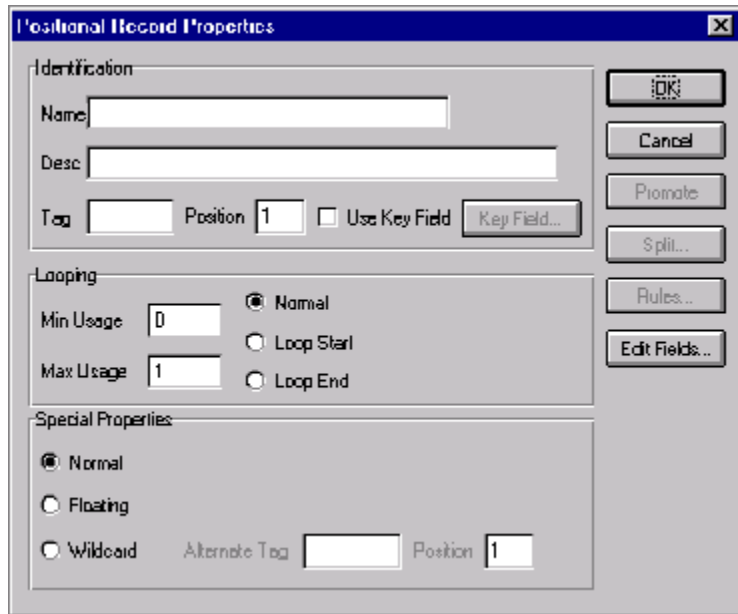 Positional Record Properties
Identification
Name
Desc
Tag Position 1 Use Key Field Key Field...
OK
Cancel
Promote
Split...
Rules...
Edit Fields...
Looping
Min Usage 0
Max Usage 1
Normal
Loop Start
Loop End
Special Properties
Normal
Floating
Wildcard Alternate Tag Position 1